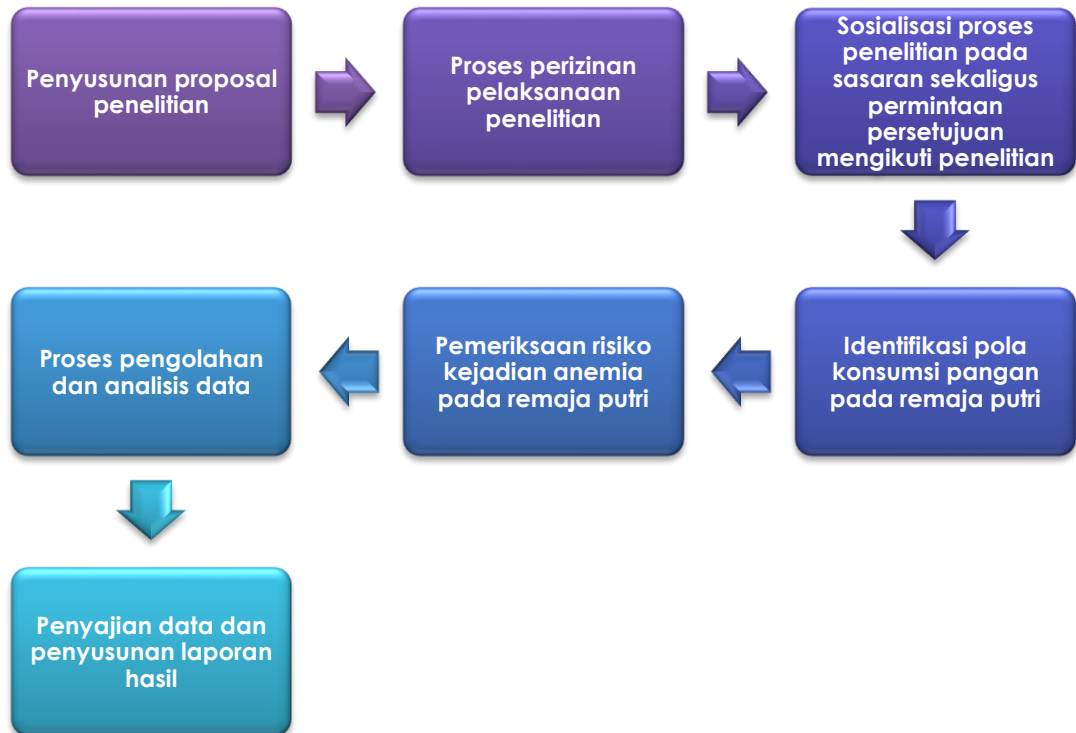 Penyusunan proposal
penelitian
Proses perizinan
pelaksanaan
penelitian
Sosialisasi proses
penelitian pada
sasaran sekaligus
permintaan
persetujuan
mengikuti penelitian
Identifikasi pola
konsumsi pangan
pada remaja putri
Pemeriksaan risiko
kejadian anemia
pada remaja putri
Proses pengolahan
dan analisis data
Penyajian data dan
penyusunan laporan
hasil